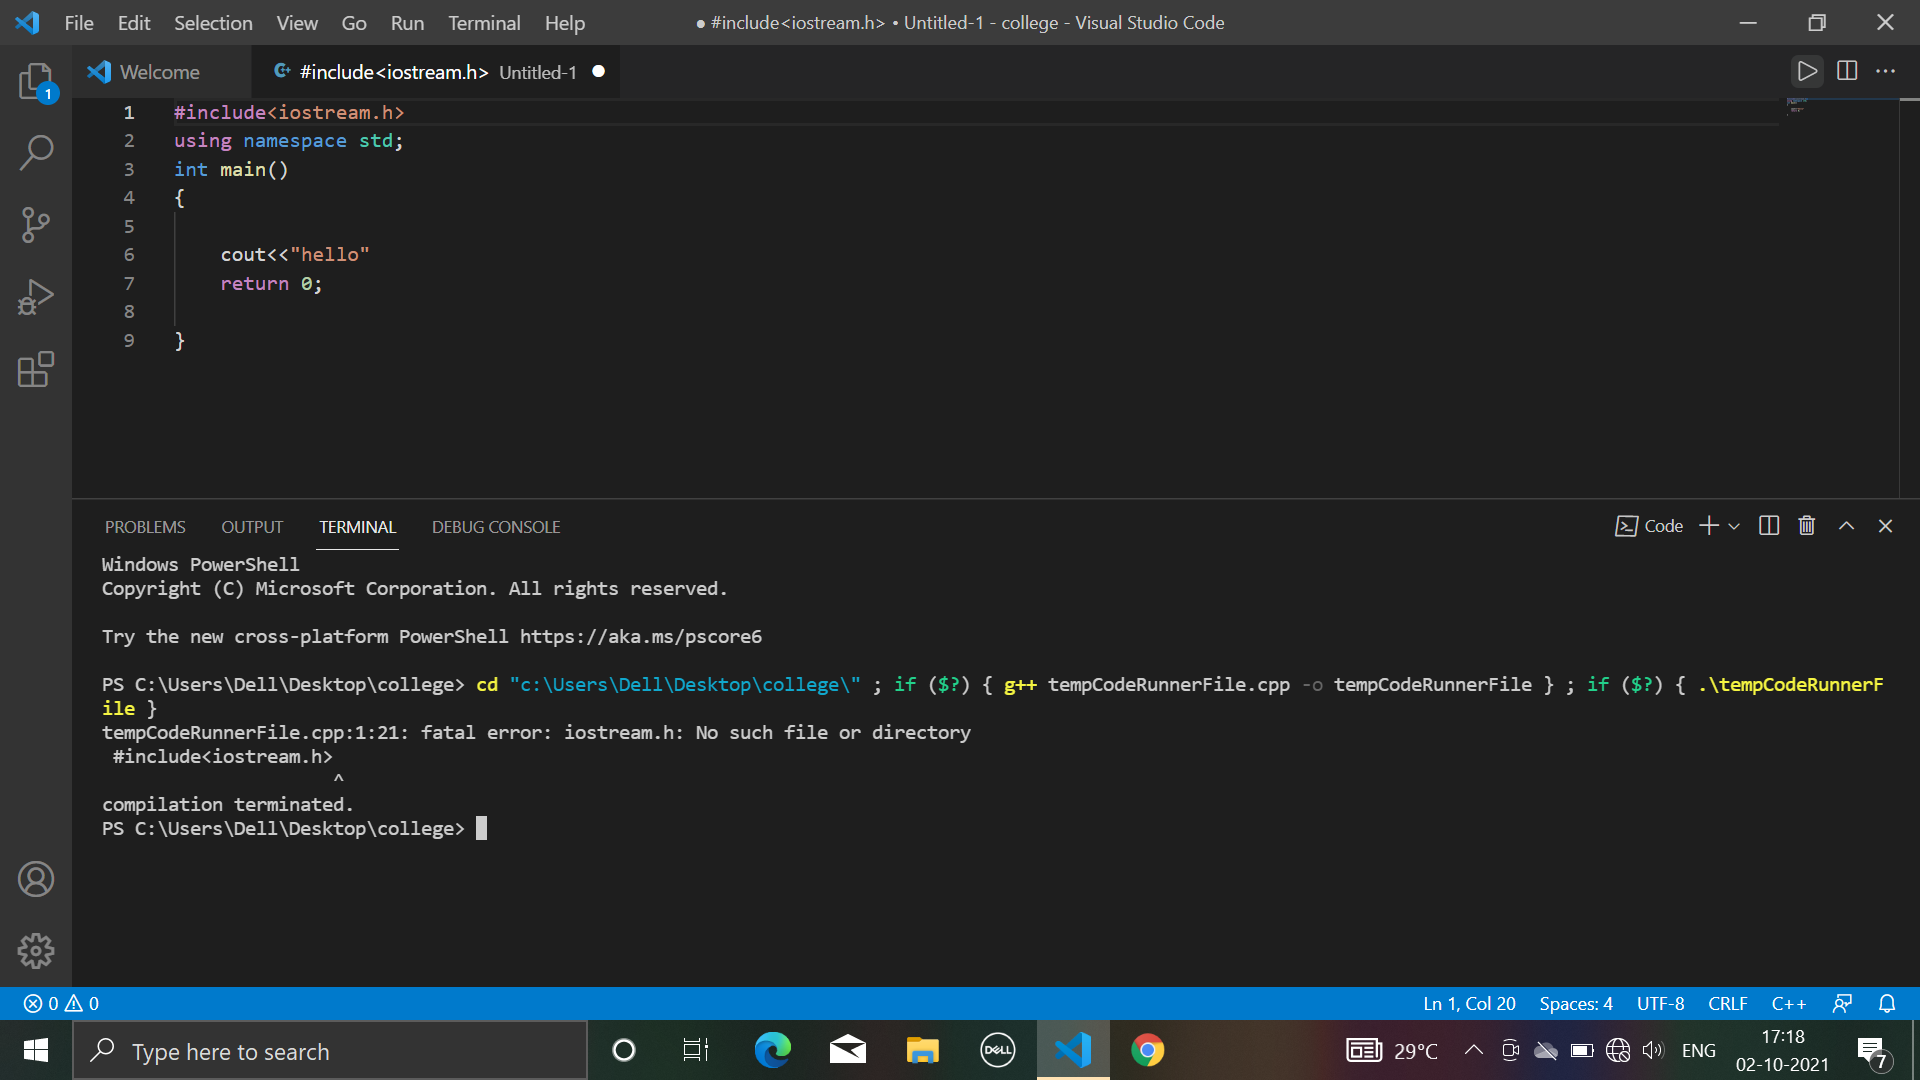 File Edit Selection View Go Run Terminal Help
● #include<iostream.h> • Untitled-1 - college - Visual Studio Code
Welcome
#include<iostream.h> Untitled-1 ●
1 #include<iostream.h>
2 using namespace std;
3 int main()
4 {
5
6 cout<<"hello"
7 return 0;
8
9 }
1
PROBLEMS OUTPUT TERMINAL DEBUG CONSOLE
Code
Windows PowerShell
Copyright (C) Microsoft Corporation. All rights reserved.
Try the new cross-platform PowerShell https://aka.ms/pscore6
PS C:\Users\Dell\Desktop\college> cd "c:\Users\Dell\Desktop\college\" ; if ($?) { g++ tempCodeRunnerFile.cpp -o tempCodeRunnerFile } ; if ($?) { .\tempCodeRunnerF
ile }
tempCodeRunnerFile.cpp:1:21: fatal error: iostream.h: No such file or directory
#include<iostream.h>
^
compilation terminated.
PS C:\Users\Dell\Desktop\college>
0 0
Ln 1, Col 20 Spaces: 4 UTF-8 CRLF C++
Type here to search
DELL
29°C
ENG
17:18
02-10-2021
7